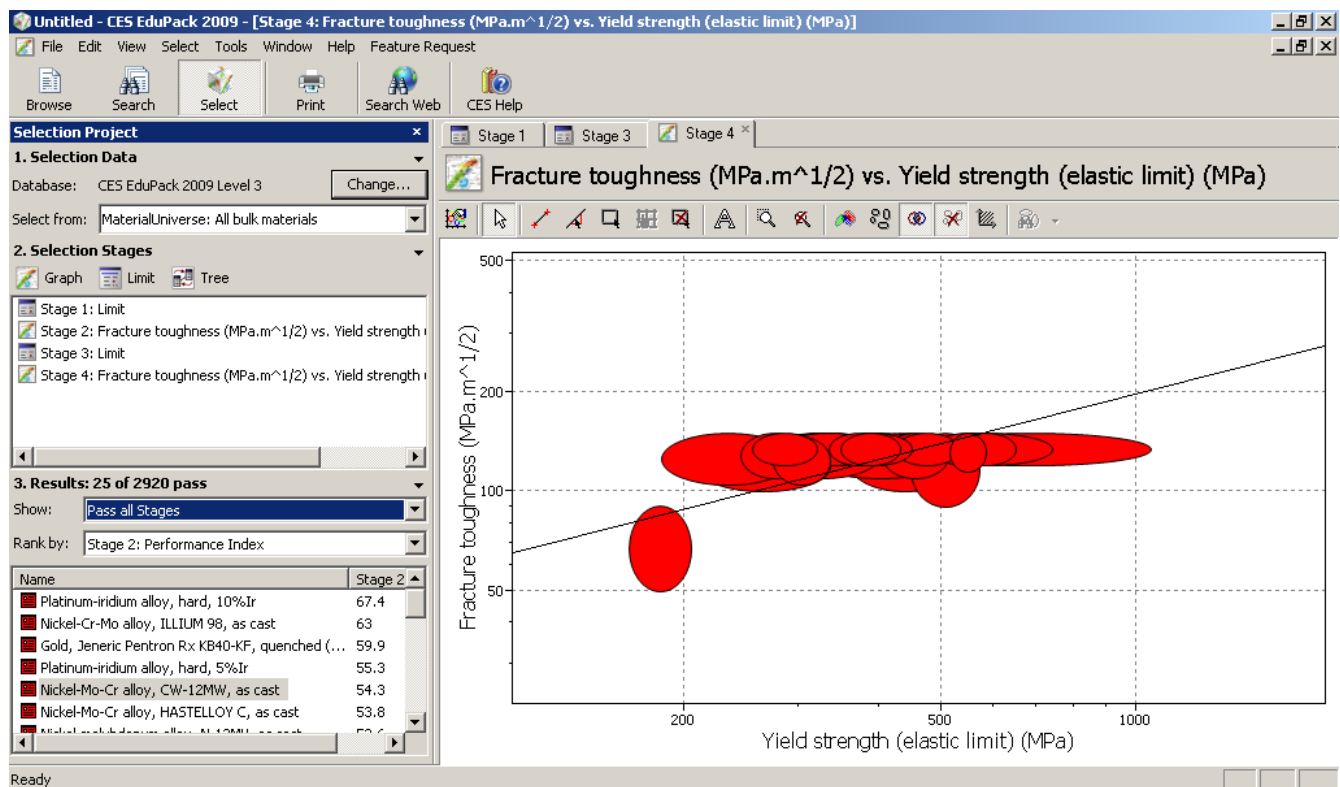 Untitled - CES EduPack 2009 - [Stage 4: Fracture toughness (MPa.m^1/2) vs. Yield strength (elastic limit) (MPa)]
File Edit View Select Tools Window Help Feature Request
Browse Search Select Print Search Web CES Help
Selection Project
1. Selection Data
Database: CES EduPack 2009 Level 3 Change...
Select from: MaterialUniverse: All bulk materials
2. Selection Stages
Graph Limit Tree
Stage 1: Limit
Stage 2: Fracture toughness (MPa.m^1/2) vs. Yield strength
Stage 3: Limit
Stage 4: Fracture toughness (MPa.m^1/2) vs. Yield strength
3. Results: 25 of 2920 pass
Show: Pass all Stages
Rank by: Stage 2: Performance Index
Name Stage 2
Platinum-iridium alloy, hard, 10%Ir 67.4
Nickel-Cr-Mo alloy, ILLIUM 98, as cast 63
Gold, Jeneric Pentron Rx KB40-KF, quenched (... 59.9
Platinum-iridium alloy, hard, 5%Ir 55.3
Nickel-Mo-Cr alloy, CW-12MW, as cast 54.3
Nickel-Mo-Cr alloy, HASTELLOY C, as cast 53.8
Stage 1 Stage 3 Stage 4
Fracture toughness (MPa.m^1/2) vs. Yield strength (elastic limit) (MPa)
Fracture toughness (MPa.m^1/2)
500
200
100
50
200 500 1000
Yield strength (elastic limit) (MPa)
Ready